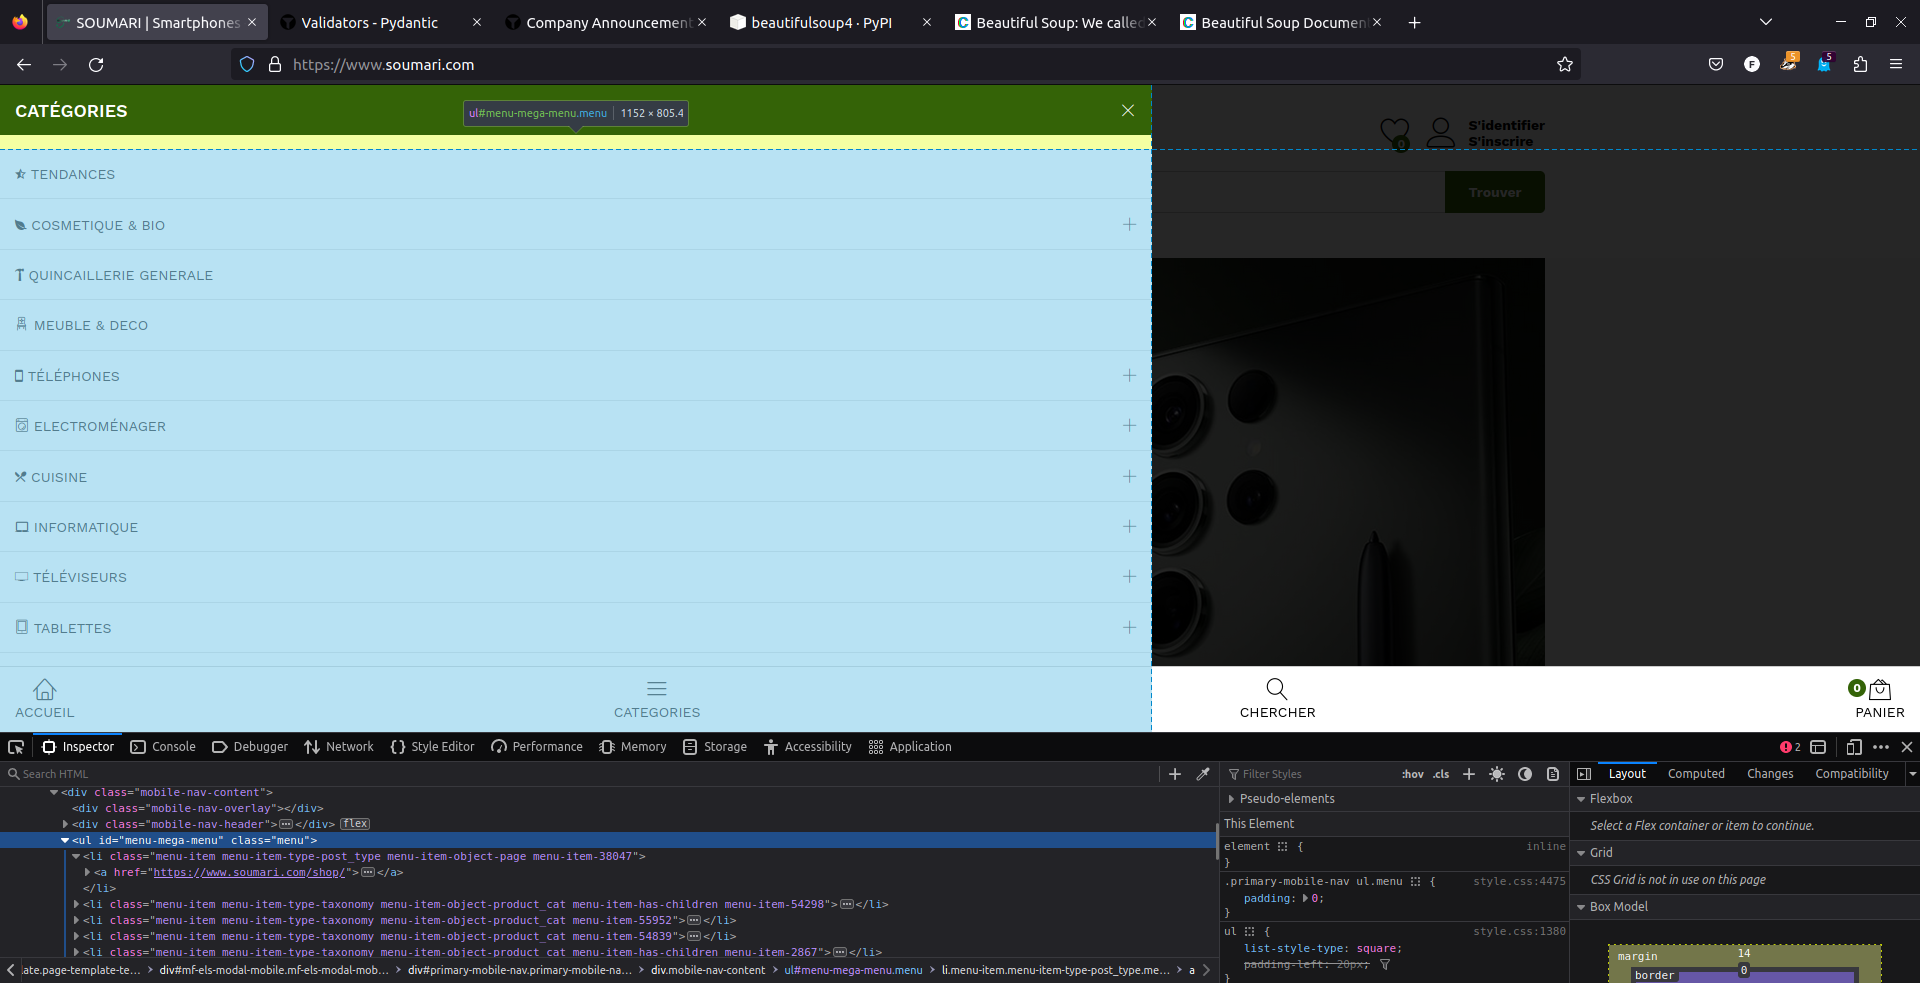 SOUMARI | Smartphones
Validators - Pydantic
Company Announcement
beautifulsoup4 · PyPI
Beautiful Soup: We called
Beautiful Soup Documen
https://www.soumari.com
F
5
5
CATÉGORIES
ul#menu-mega-menu.menu | 1152 × 805.4
0
S'identifier
S'inscrire
TENDANCES
Trouver
COSMETIQUE & BIO
QUINCAILLERIE GENERALE
MEUBLE & DECO
TÉLÉPHONES
ELECTROMÉNAGER
CUISINE
INFORMATIQUE
TÉLÉVISEURS
TABLETTES
ACCUEIL
CATEGORIES
CHERCHER
0
PANIER
Inspector
Console
Debugger
Network
Style Editor
Performance
Memory
Storage
Accessibility
Application
2
Search HTML
<div class="mobile-nav-content">
<div class="mobile-nav-overlay"></div>
<div class="mobile-nav-header"></div> flex
<ul id="menu-mega-menu" class="menu">
<li class="menu-item menu-item-type-post_type menu-item-object-page menu-item-38047">
<a href="https://www.soumari.com/shop/"></a>
</li>
<li class="menu-item menu-item-type-taxonomy menu-item-object-product_cat menu-item-has-children menu-item-54298"></li>
<li class="menu-item menu-item-type-taxonomy menu-item-object-product_cat menu-item-55952"></li>
<li class="menu-item menu-item-type-taxonomy menu-item-object-product_cat menu-item-54839"></li>
<li class="menu-item menu-item-type-taxonomy menu-item-object-product_cat menu-item-has-children menu-item-2867"></li>
ate.page-template-te… > div#mf-els-modal-mobile.mf-els-modal-mob… > div#primary-mobile-nav.primary-mobile-na… > div.mobile-nav-content > ul#menu-mega-menu.menu > li.menu-item.menu-item-type-post_type.me… > a
Filter Styles
:hov .cls
Pseudo-elements
This Element
element { inline
}
.primary-mobile-nav ul.menu { style.css:4475
padding: 0;
}
ul { style.css:1380
list-style-type: square;
padding-left: 20px;
}
Layout
Computed
Changes
Compatibility
Flexbox
Select a Flex container or item to continue.
Grid
CSS Grid is not in use on this page
Box Model
margin 14
border 0